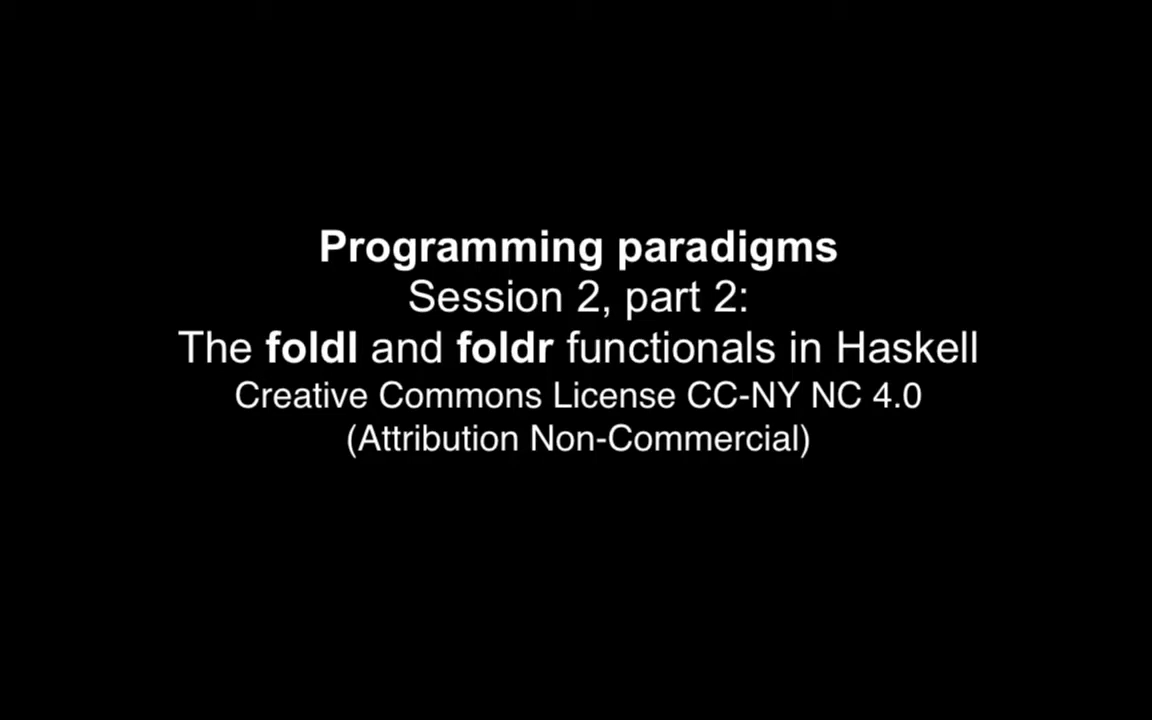 Programming paradigms
Session 2, part 2:
The foldl and foldr functionals in Haskell
Creative Commons License CC-NY NC 4.0
(Attribution Non-Commercial)